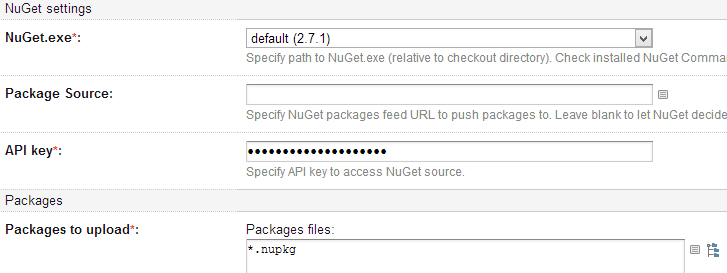 NuGet settings
NuGet.exe*:
default (2.7.1)
Specify path to NuGet.exe (relative to checkout directory). Check installed NuGet Comma
Package Source:
Specify NuGet packages feed URL to push packages to. Leave blank to let NuGet decide
API key*:
••••••••••••••••••••
Specify API key to access NuGet source.
Packages
Packages to upload*:
Packages files:
*.nupkg